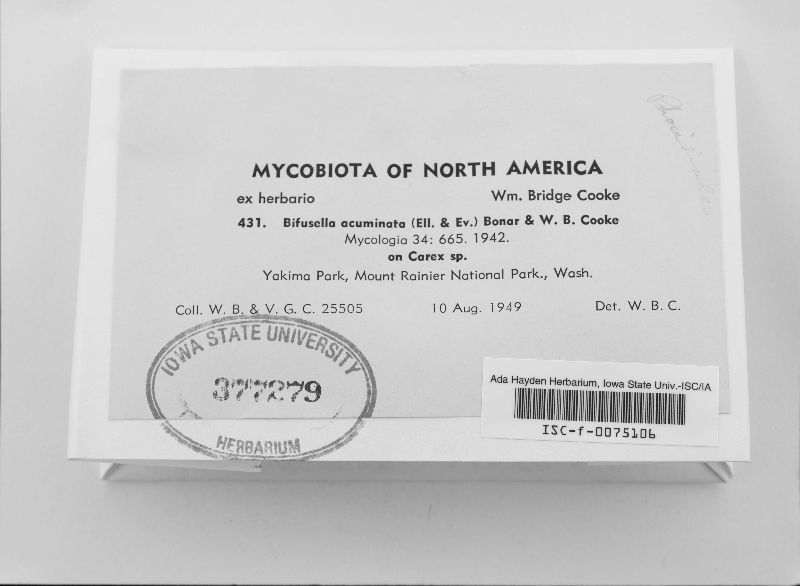 MYCOBIOTA OF NORTH AMERICA
ex herbario Wm. Bridge Cooke
431. Bifusella acuminata (Ell. & Ev.) Bonar & W. B. Cooke
Mycologia 34: 665. 1942.
on Carex sp.
Yakima Park, Mount Rainier National Park., Wash.
Coll. W. B. & V. G. C. 25505 10 Aug. 1949 Det. W. B. C.
IOWA STATE UNIVERSITY
377279
HERBARIUM
Ada Hayden Herbarium, Iowa State Univ.-ISC/IA
ISC-f-0075106